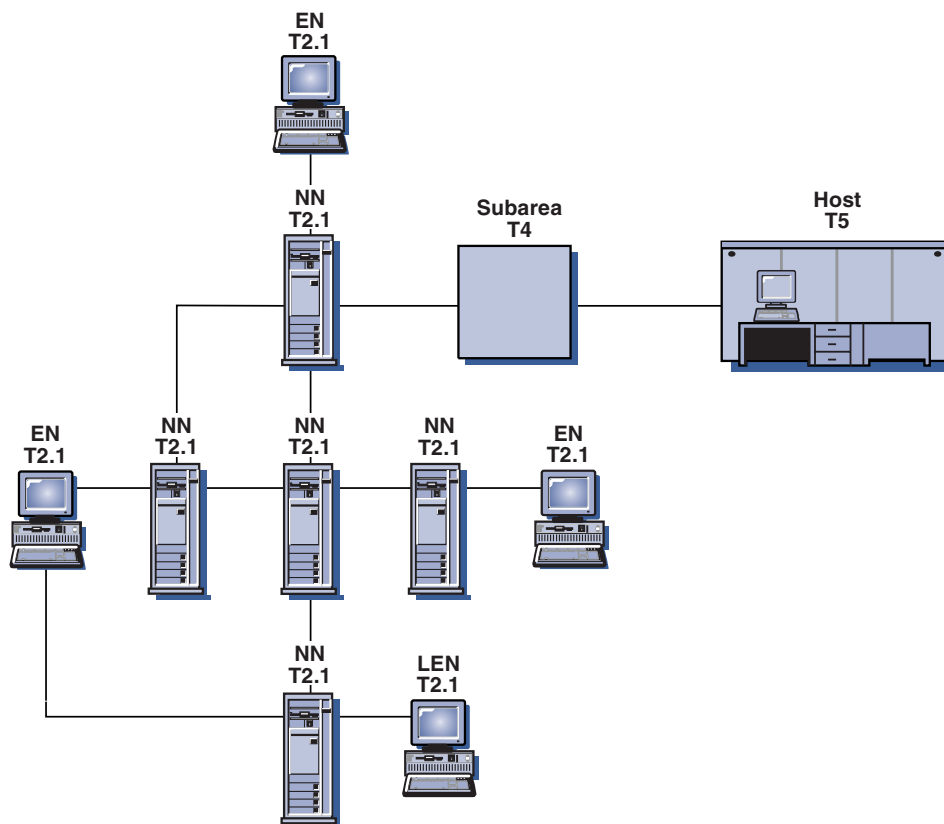 EN
T2.1
NN
T2.1
Subarea
T4
Host
T5
EN
T2.1
NN
T2.1
NN
T2.1
NN
T2.1
EN
T2.1
NN
T2.1
LEN
T2.1